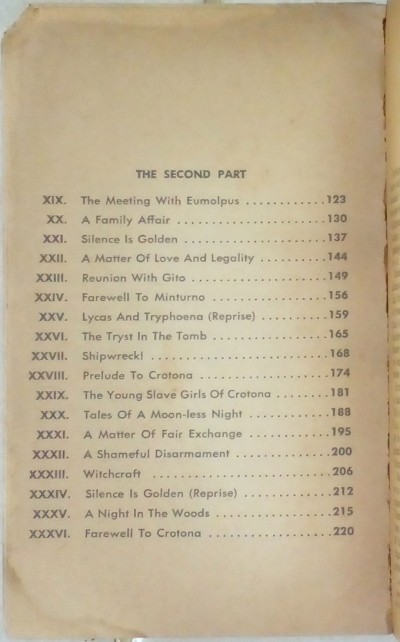 THE SECOND PART
XIX. The Meeting With Eumolpus ............123
XX. A Family Affair .......................130
XXI. Silence Is Golden ......................137
XXII. A Matter Of Love And Legality ..........144
XXIII. Reunion With Gito ......................149
XXIV. Farewell To Minturno ...................156
XXV. Lycas And Tryphoena (Reprise) ..........159
XXVI. The Tryst In The Tomb ..................165
XXVII. Shipwreck! ...........................168
XXVIII. Prelude To Crotona ....................174
XXIX. The Young Slave Girls Of Crotona ........181
XXX. Tales Of A Moon-less Night ............188
XXXI. A Matter Of Fair Exchange ............195
XXXII. A Shameful Disarmament ..............200
XXXIII. Witchcraft ..........................206
XXXIV. Silence Is Golden (Reprise) .............212
XXXV. A Night In The Woods .................215
XXXVI. Farewell To Crotona ...................220